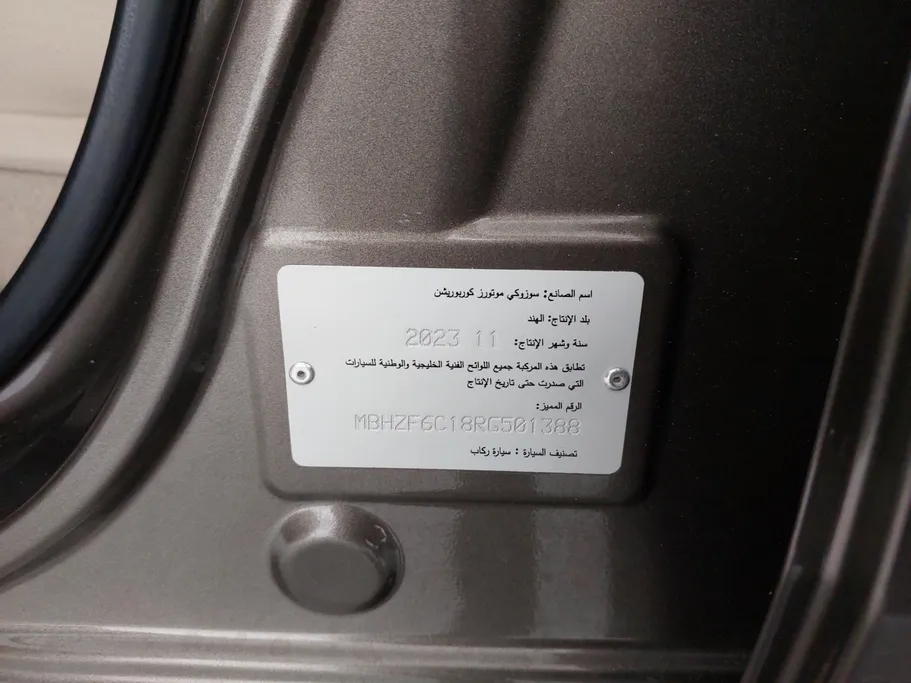 اسم الصانع: سوزوكي موتورز كوربوريشن
بلد الإنتاج: الهند
سنة وشهر الإنتاج: 2023 11
تطابق هذه المركبة جميع اللوائح الفنية الخليجية والوطنية للسيارات
التي صدرت حتى تاريخ الإنتاج
الرقم المميز:
MBHZF6C18RG501388
تصنيف السيارة : سيارة ركاب